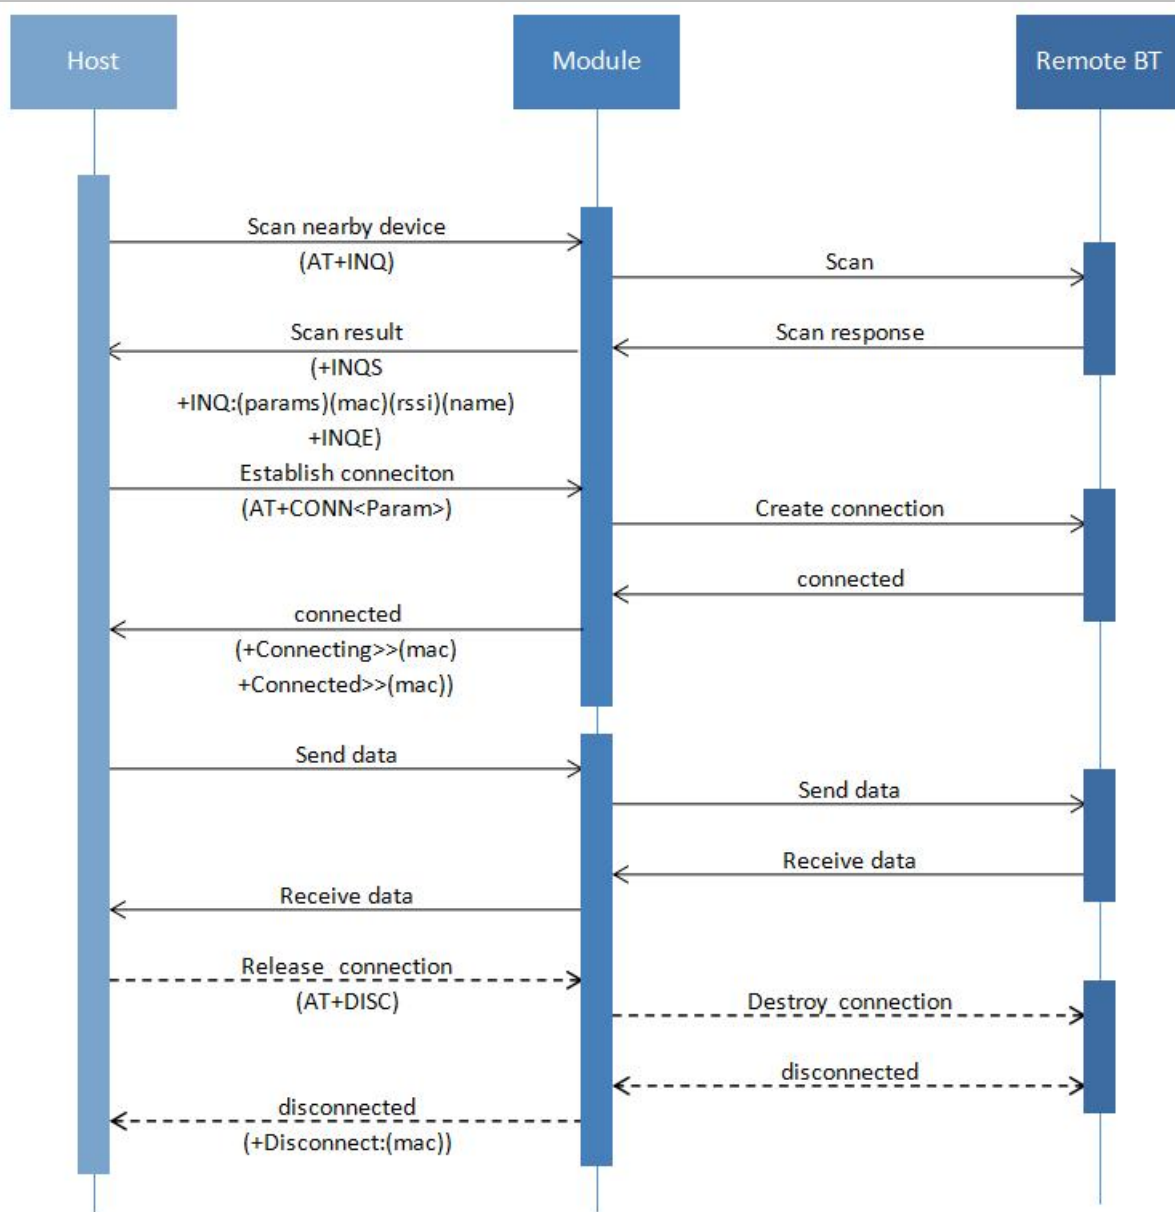 Host
Module
Remote BT
Scan nearby device
(AT+INQ)
Scan
Scan result
Scan response
(+INQS
+INQ:(params)(mac)(rssi)(name)
+INQE)
Establish conneciton
(AT+CONN<Param>)
Create connection
connected
connected
(+Connecting>>(mac)
+Connected>>(mac))
Send data
Send data
Receive data
Receive data
Release connection
(AT+DISC)
Destroy connection
disconnected
disconnected
(+Disconnect:(mac))